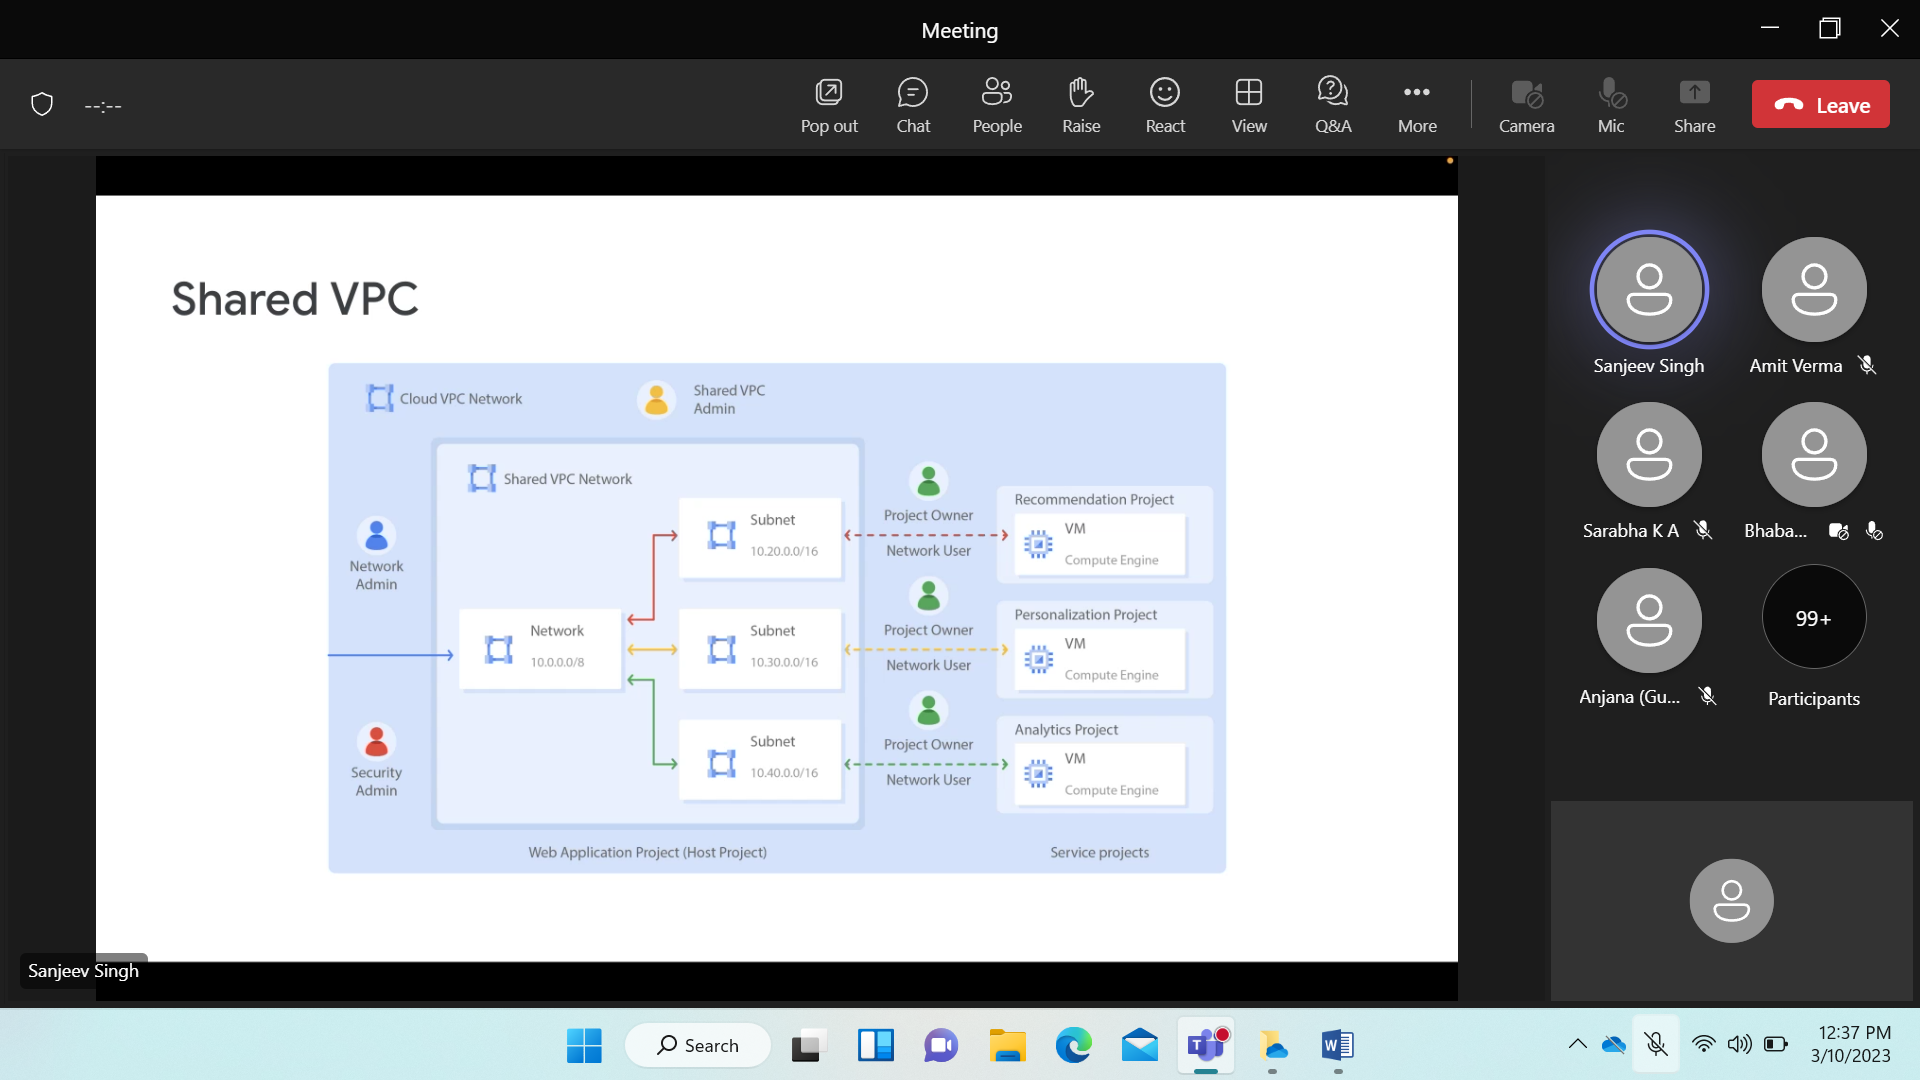 Meeting
--:--
Pop out
Chat
People
Raise
React
View
Q&A
More
Camera
Mic
Share
Leave
Shared VPC
Cloud VPC Network
Shared VPC
Admin
Shared VPC Network
Network
Admin
Security
Admin
Network
10.0.0.0/8
Subnet
10.20.0.0/16
Subnet
10.30.0.0/16
Subnet
10.40.0.0/16
Project Owner
Network User
Project Owner
Network User
Project Owner
Network User
Recommendation Project
VM
Compute Engine
Personalization Project
VM
Compute Engine
Analytics Project
VM
Compute Engine
Web Application Project (Host Project)
Service projects
Sanjeev Singh
Sanjeev Singh
Amit Verma
Sarabha K A
Bhaba...
Anjana (Gu...
99+
Participants
Search
T
W
12:37 PM
3/10/2023